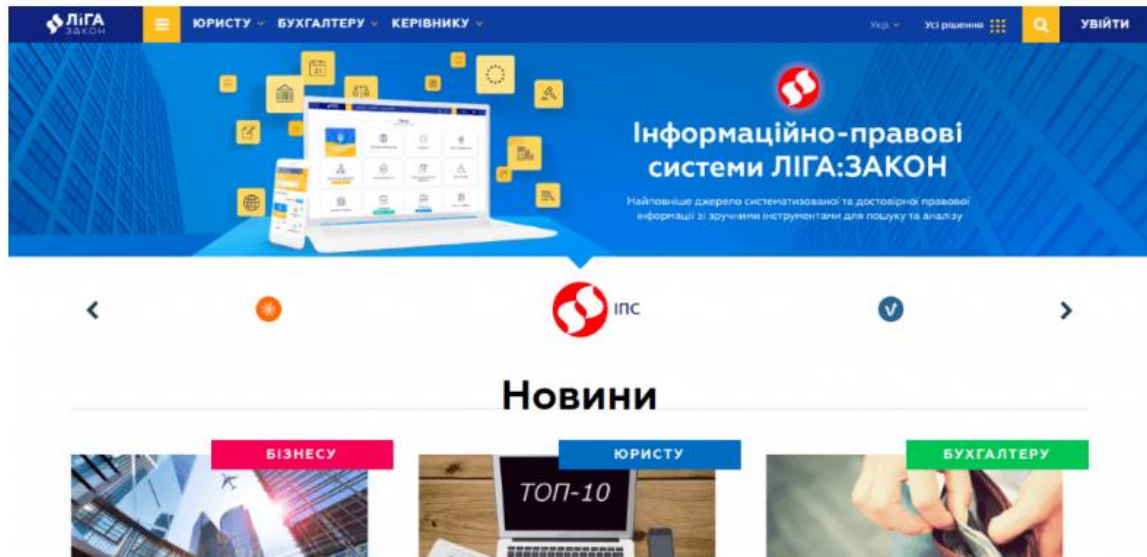 ЛІГА
ЗАКОН
ЮРИСТУ
БУХГАЛТЕРУ
КЕРІВНИКУ
Укр.
Усі рішення
УВІЙТИ
Інформаційно-правові
системи ЛІГА:ЗАКОН
Найповніше джерело систематизованої та достовірної правової
інформації зі зручними інструментами для пошуку та аналізу
ІПС
Новини
БІЗНЕСУ
ЮРИСТУ
БУХГАЛТЕРУ
ТОП-10